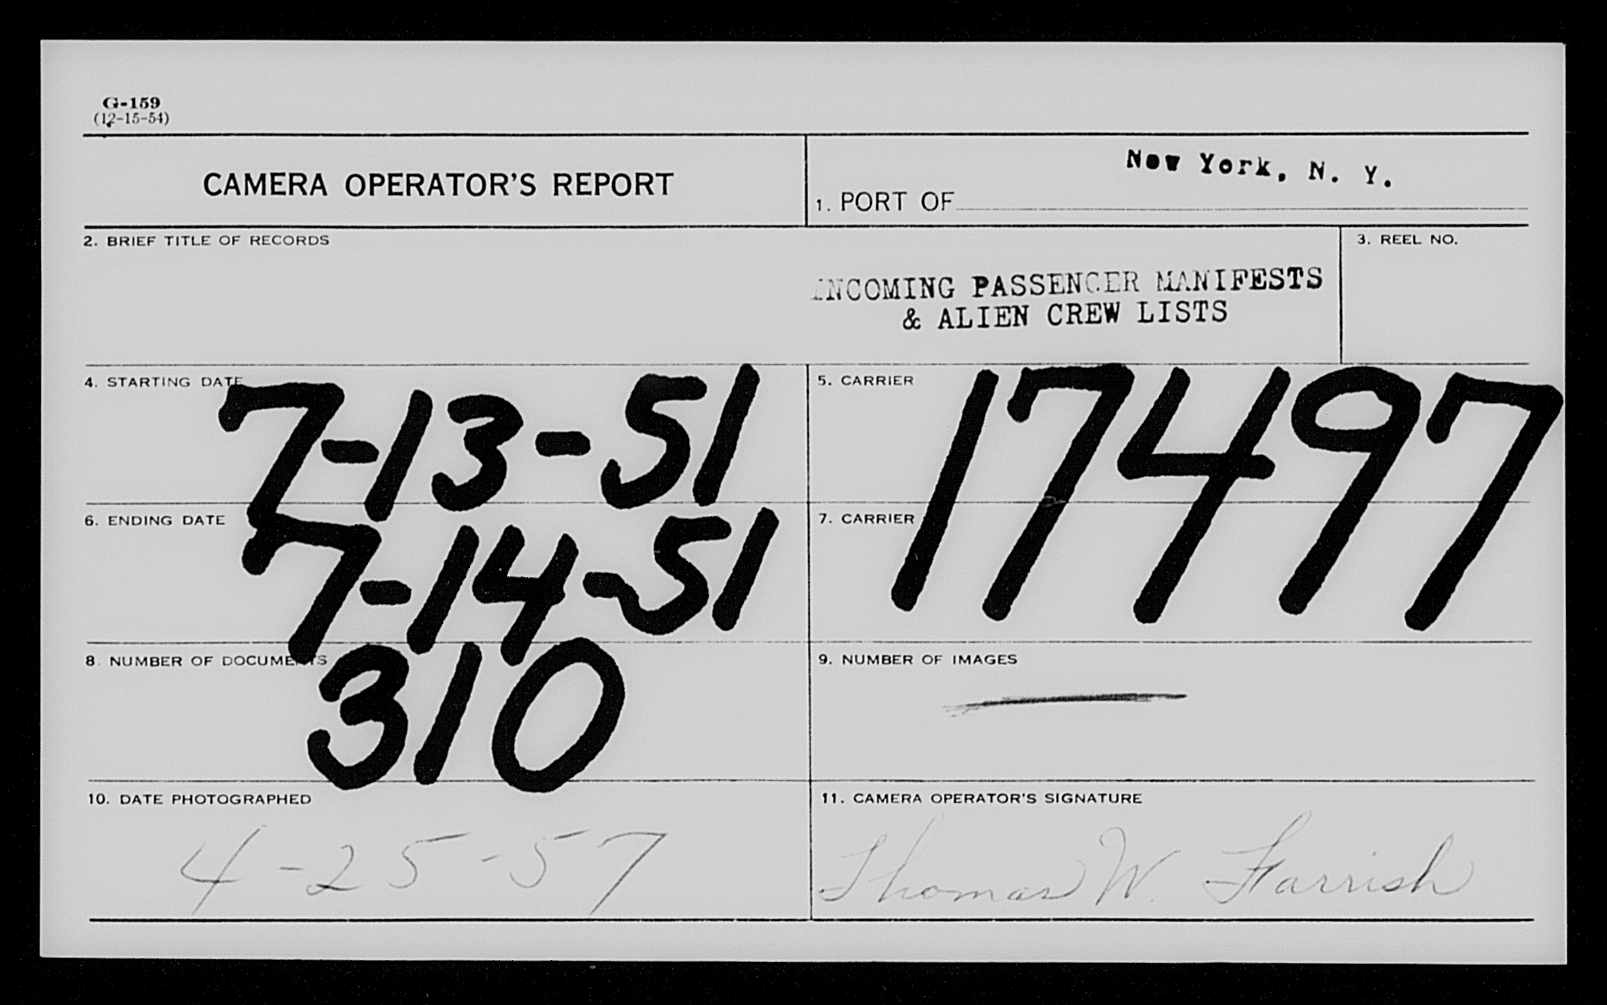 G-159
(12-15-54)
CAMERA OPERATOR'S REPORT
1. PORT OF New York, N. Y.
2. BRIEF TITLE OF RECORDS
INCOMING PASSENGER MANIFESTS
& ALIEN CREW LISTS
3. REEL NO.
4. STARTING DATE
7-13-51
5. CARRIER
17497
6. ENDING DATE
7-14-51
7. CARRIER
8. NUMBER OF DOCUMENTS
310
9. NUMBER OF IMAGES
10. DATE PHOTOGRAPHED
4-25-57
11. CAMERA OPERATOR'S SIGNATURE
Thomas W. Farrish